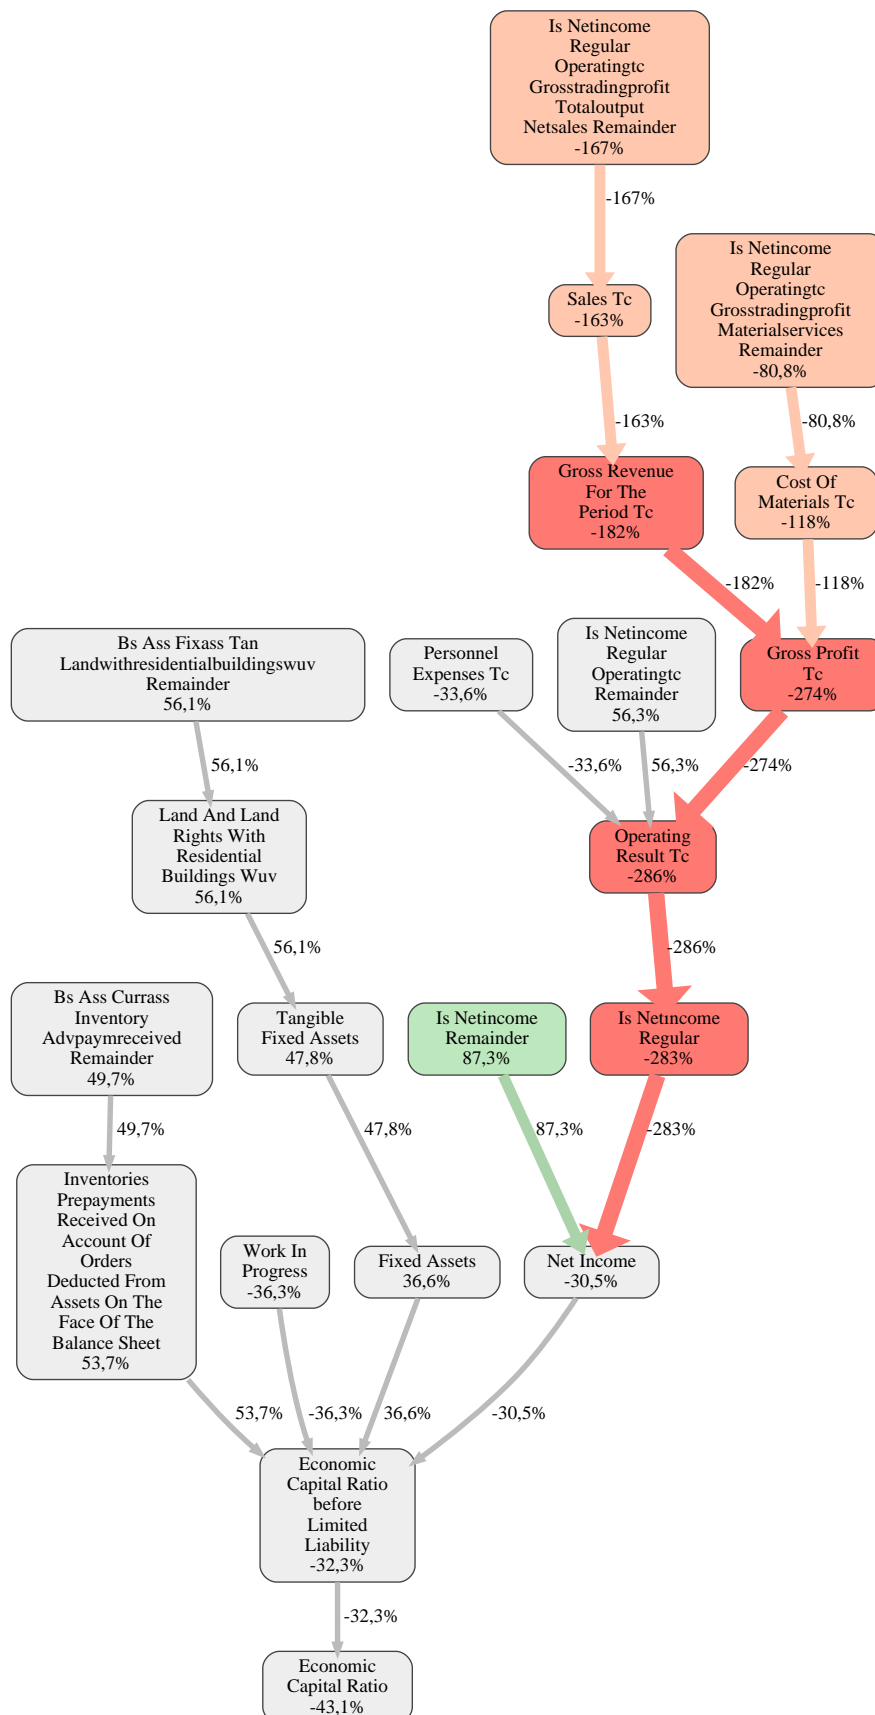 Is Netincome
Regular
Operatingtc
Grosstradingprofit
Totaloutput
Netsales Remainder
-167%
-167%
Is Netincome
Regular
Operatingtc
Grosstradingprofit
Materialservices
Remainder
-80,8%
Sales Tc
-163%
-163%
-80,8%
Gross Revenue
For The
Period Tc
-182%
Cost Of
Materials Tc
-118%
-182%
-118%
Bs Ass Fixass Tan
Landwithresidentialbuildingswuv
Remainder
56,1%
Personnel
Expenses Tc
-33,6%
Is Netincome
Regular
Operatingtc
Remainder
56,3%
Gross Profit
Tc
-274%
56,1%
-33,6%
56,3%
-274%
Land And Land
Rights With
Residential
Buildings Wuv
56,1%
Operating
Result Tc
-286%
56,1%
-286%
Bs Ass Currass
Inventory
Advpaymreceived
Remainder
49,7%
Tangible
Fixed Assets
47,8%
Is Netincome
Remainder
87,3%
Is Netincome
Regular
-283%
49,7%
47,8%
87,3%
-283%
Inventories
Prepayments
Received On
Account Of
Orders
Deducted From
Assets On The
Face Of The
Balance Sheet
53,7%
Work In
Progress
-36,3%
Fixed Assets
36,6%
Net Income
-30,5%
53,7%
-36,3%
36,6%
-30,5%
Economic
Capital Ratio
before
Limited
Liability
-32,3%
-32,3%
Economic
Capital Ratio
-43,1%